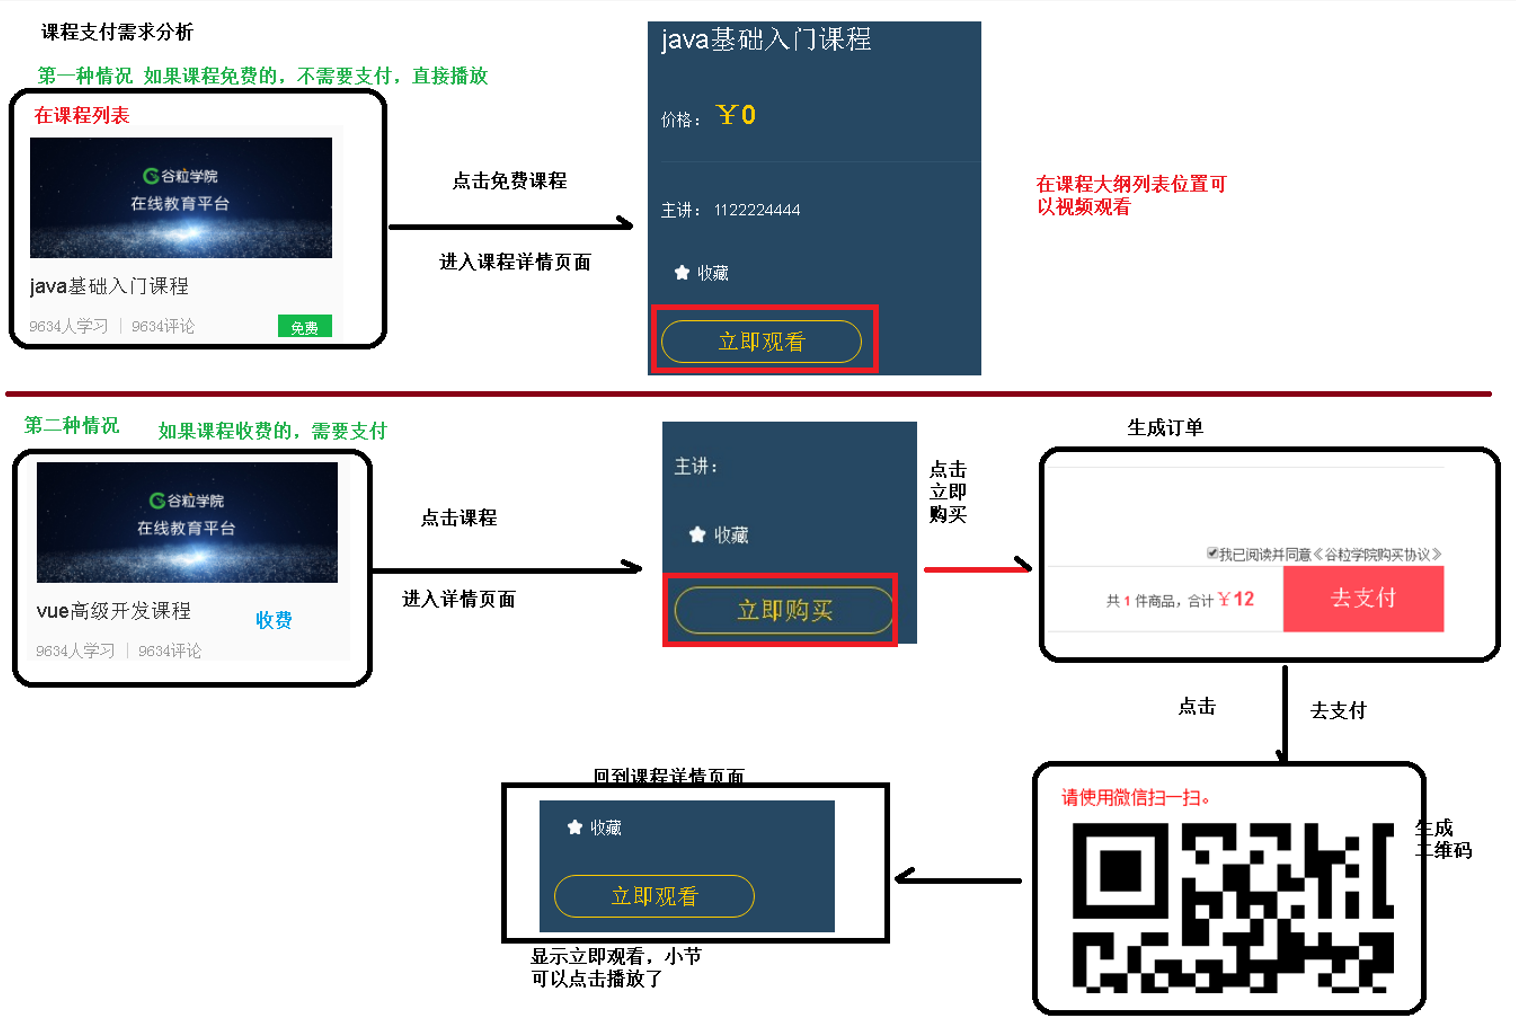 课程支付需求分析
第一种情况 如果课程免费的，不需要支付，直接播放
在课程列表
谷粒学院
在线教育平台
java基础入门课程
9634人学习 | 9634评论
免费
点击免费课程
进入课程详情页面
java基础入门课程
价格： ￥0
主讲： 1122224444
收藏
立即观看
在课程大纲列表位置可
以视频观看
第二种情况 如果课程收费的，需要支付
谷粒学院
在线教育平台
vue高级开发课程
收费
9634人学习 | 9634评论
点击课程
进入详情页面
主讲：
收藏
立即购买
点击
立即
购买
生成订单
我已阅读并同意《谷粒学院购买协议》
共 1 件商品，合计￥12
去支付
点击 去支付
请使用微信扫一扫。
生成
二维码
回到课程详情页面
收藏
立即观看
显示立即观看，小节
可以点击播放了